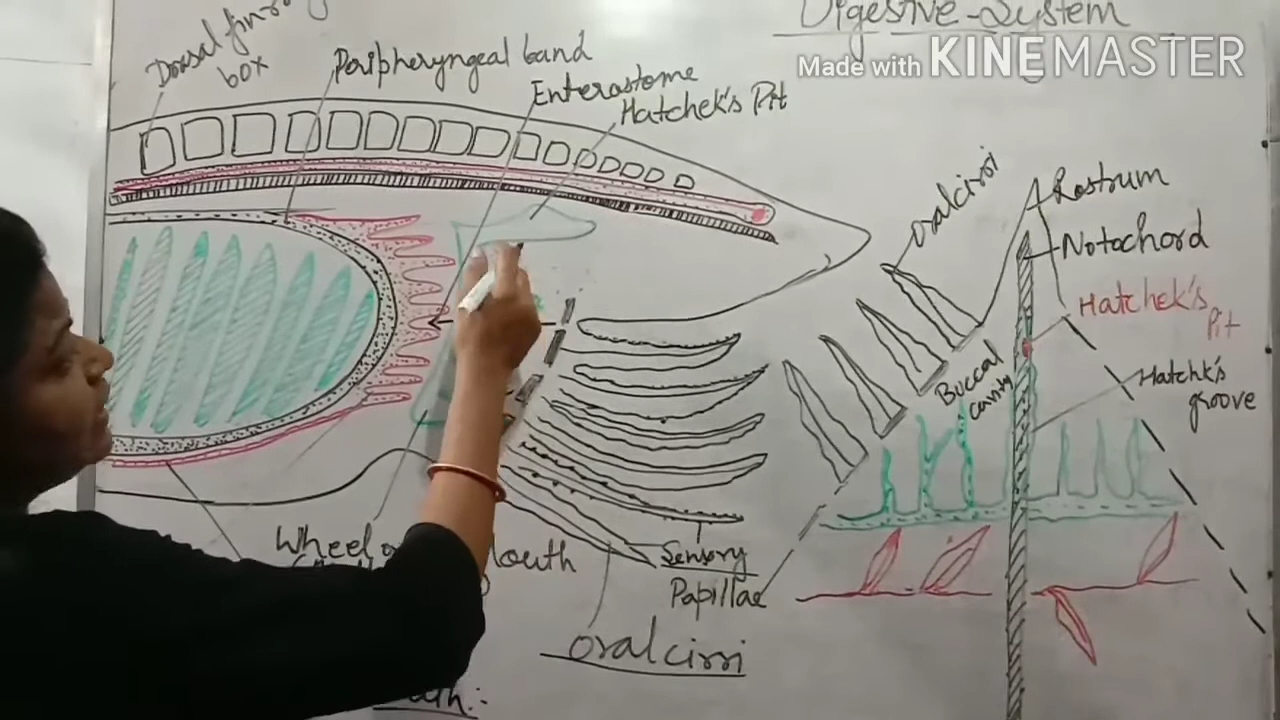 Digestive-System
Made with KINEMASTER
Dorsal fin ray
box
Peripheryngeal band
Enterostome
Hatchek's Pit
oral cirri
Rostrum
Notochord
Hatchek's
Pit
Buccal
cavity
Hatchk's
groove
Wheel o
Mouth
Sensory
Papillae
oral cirri